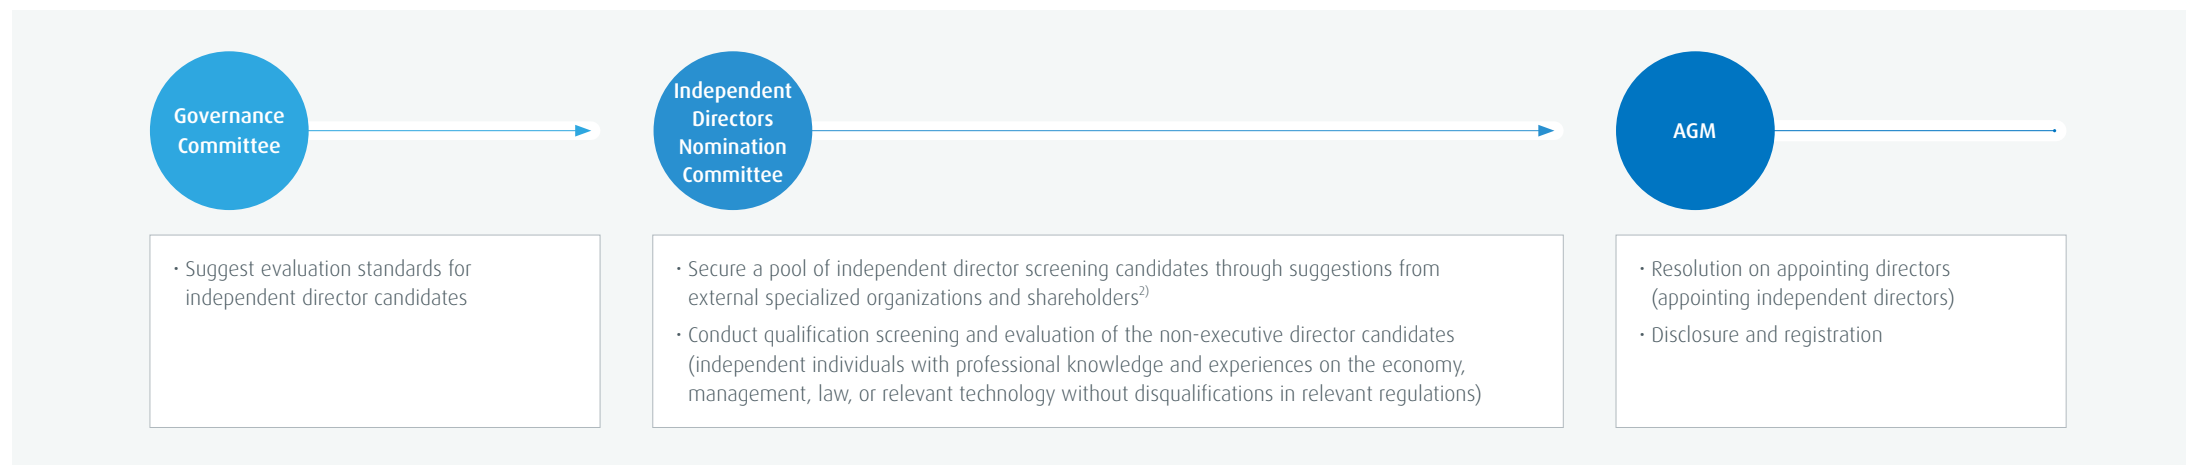 Governance
Committee
Independent
Directors
Nomination
Committee
AGM
· Suggest evaluation standards for
independent director candidates
· Secure a pool of independent director screening candidates through suggestions from
external specialized organizations and shareholders2)
· Conduct qualification screening and evaluation of the non-executive director candidates
(independent individuals with professional knowledge and experiences on the economy,
management, law, or relevant technology without disqualifications in relevant regulations)
· Resolution on appointing directors
(appointing independent directors)
· Disclosure and registration